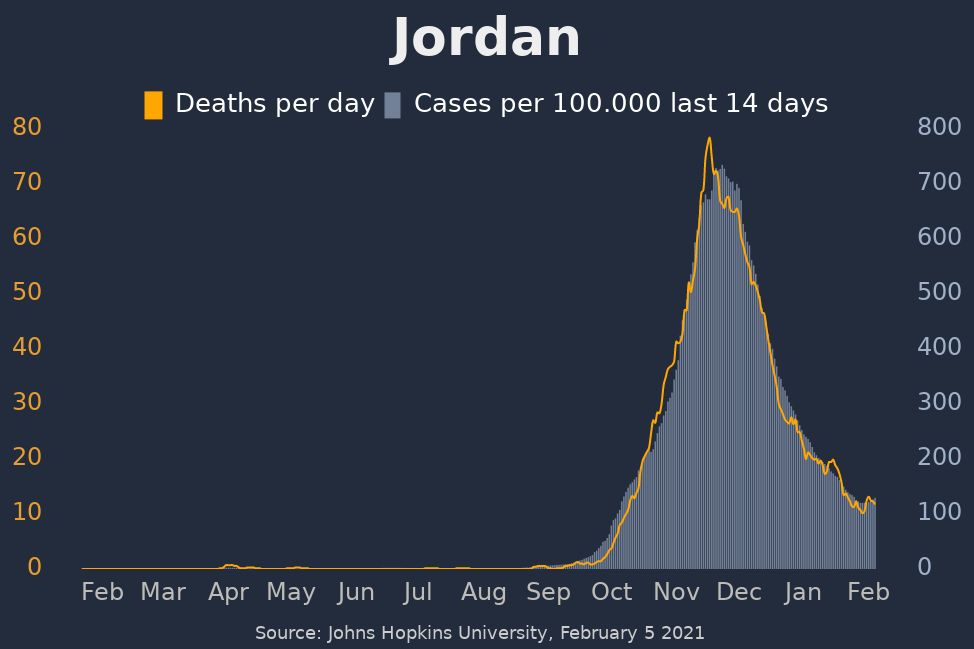 Jordan
Deaths per day Cases per 100.000 last 14 days
80 800
70 700
60 600
50 500
40 400
30 300
20 200
10 100
0 0
Feb Mar Apr May Jun Jul Aug Sep Oct Nov Dec Jan Feb
Source: Johns Hopkins University, February 5 2021